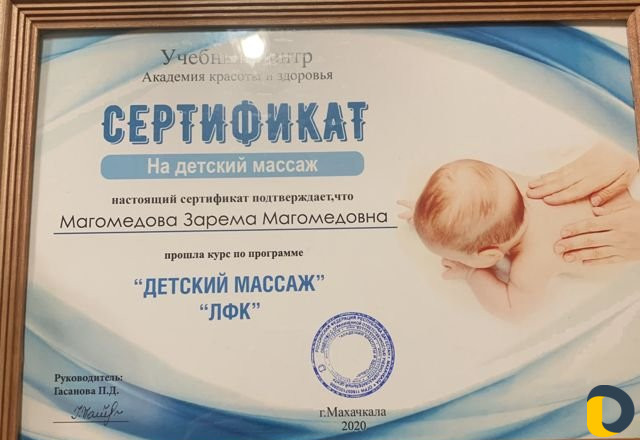 Учебный центр
Академия красоты и здоровья
СЕРТИФИКАТ
На детский массаж
настоящий сертификат подтверждает,что
Магомедова Зарема Магомедовна
прошла курс по программе
“ДЕТСКИЙ МАССАЖ”
“ЛФК”
Руководитель:
Гасанова П.Д.
г.Махачкала
2020